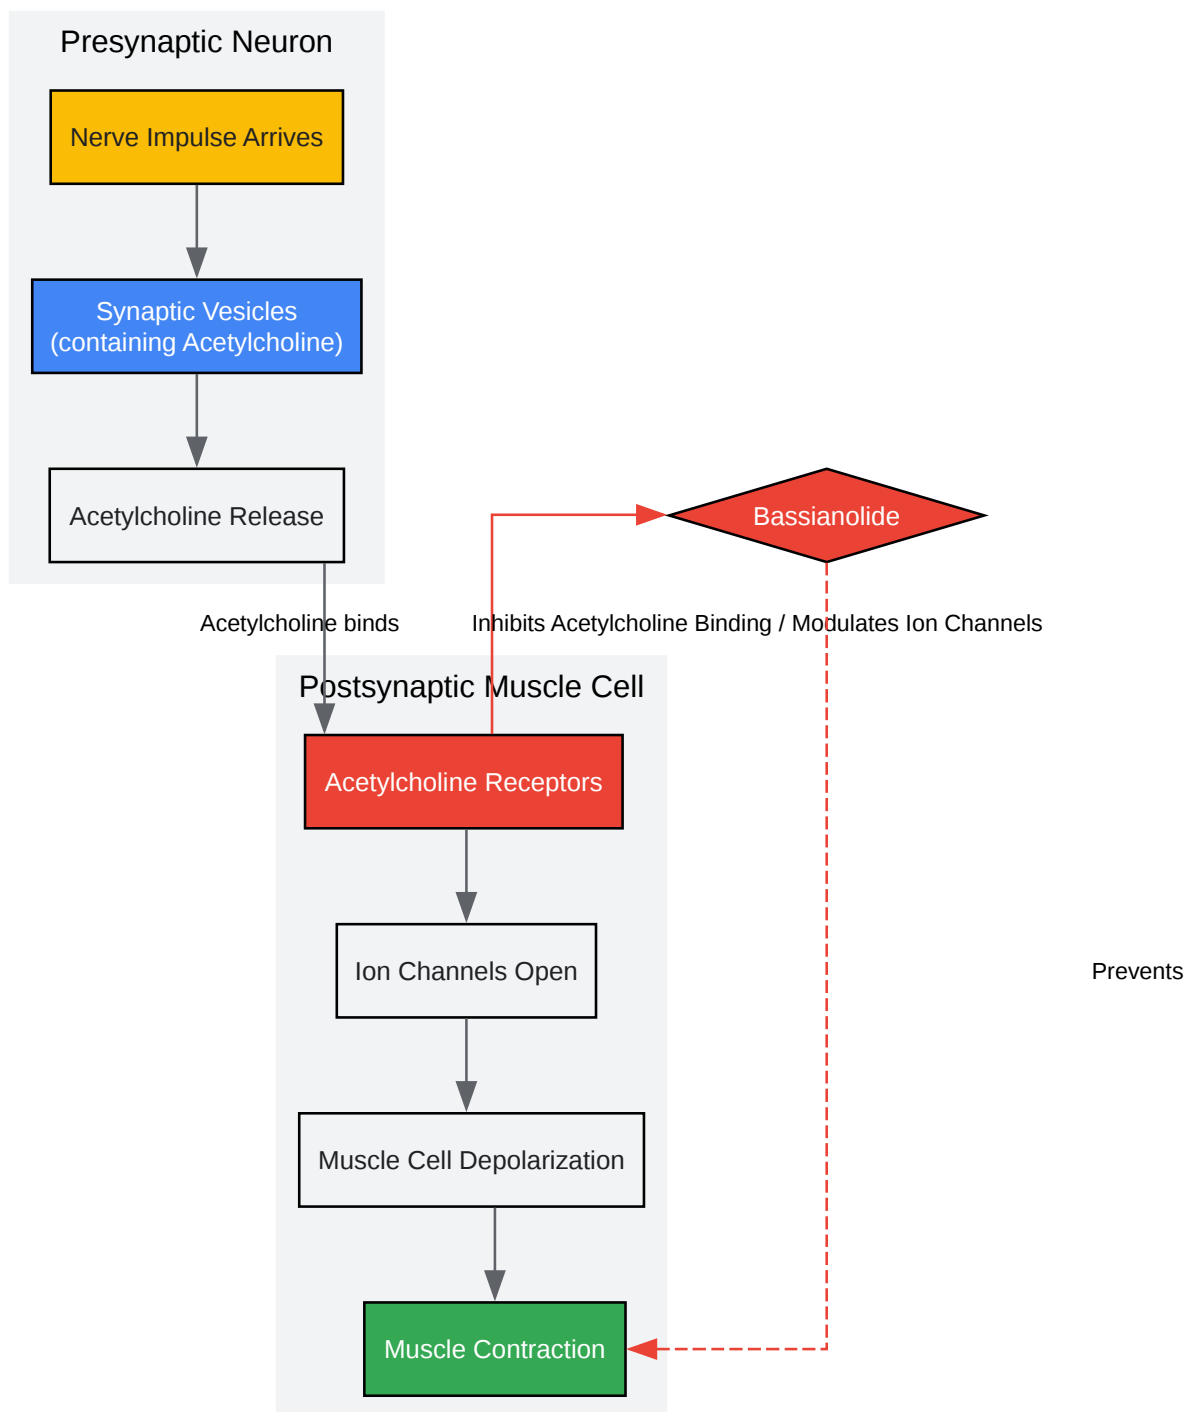 Presynaptic Neuron
Nerve Impulse Arrives
Synaptic Vesicles
(containing Acetylcholine)
Acetylcholine Release
Bassianolide
Acetylcholine binds
Inhibits Acetylcholine Binding / Modulates Ion Channels
Postsynaptic Muscle Cell
Acetylcholine Receptors
Ion Channels Open
Prevents
Muscle Cell Depolarization
Muscle Contraction